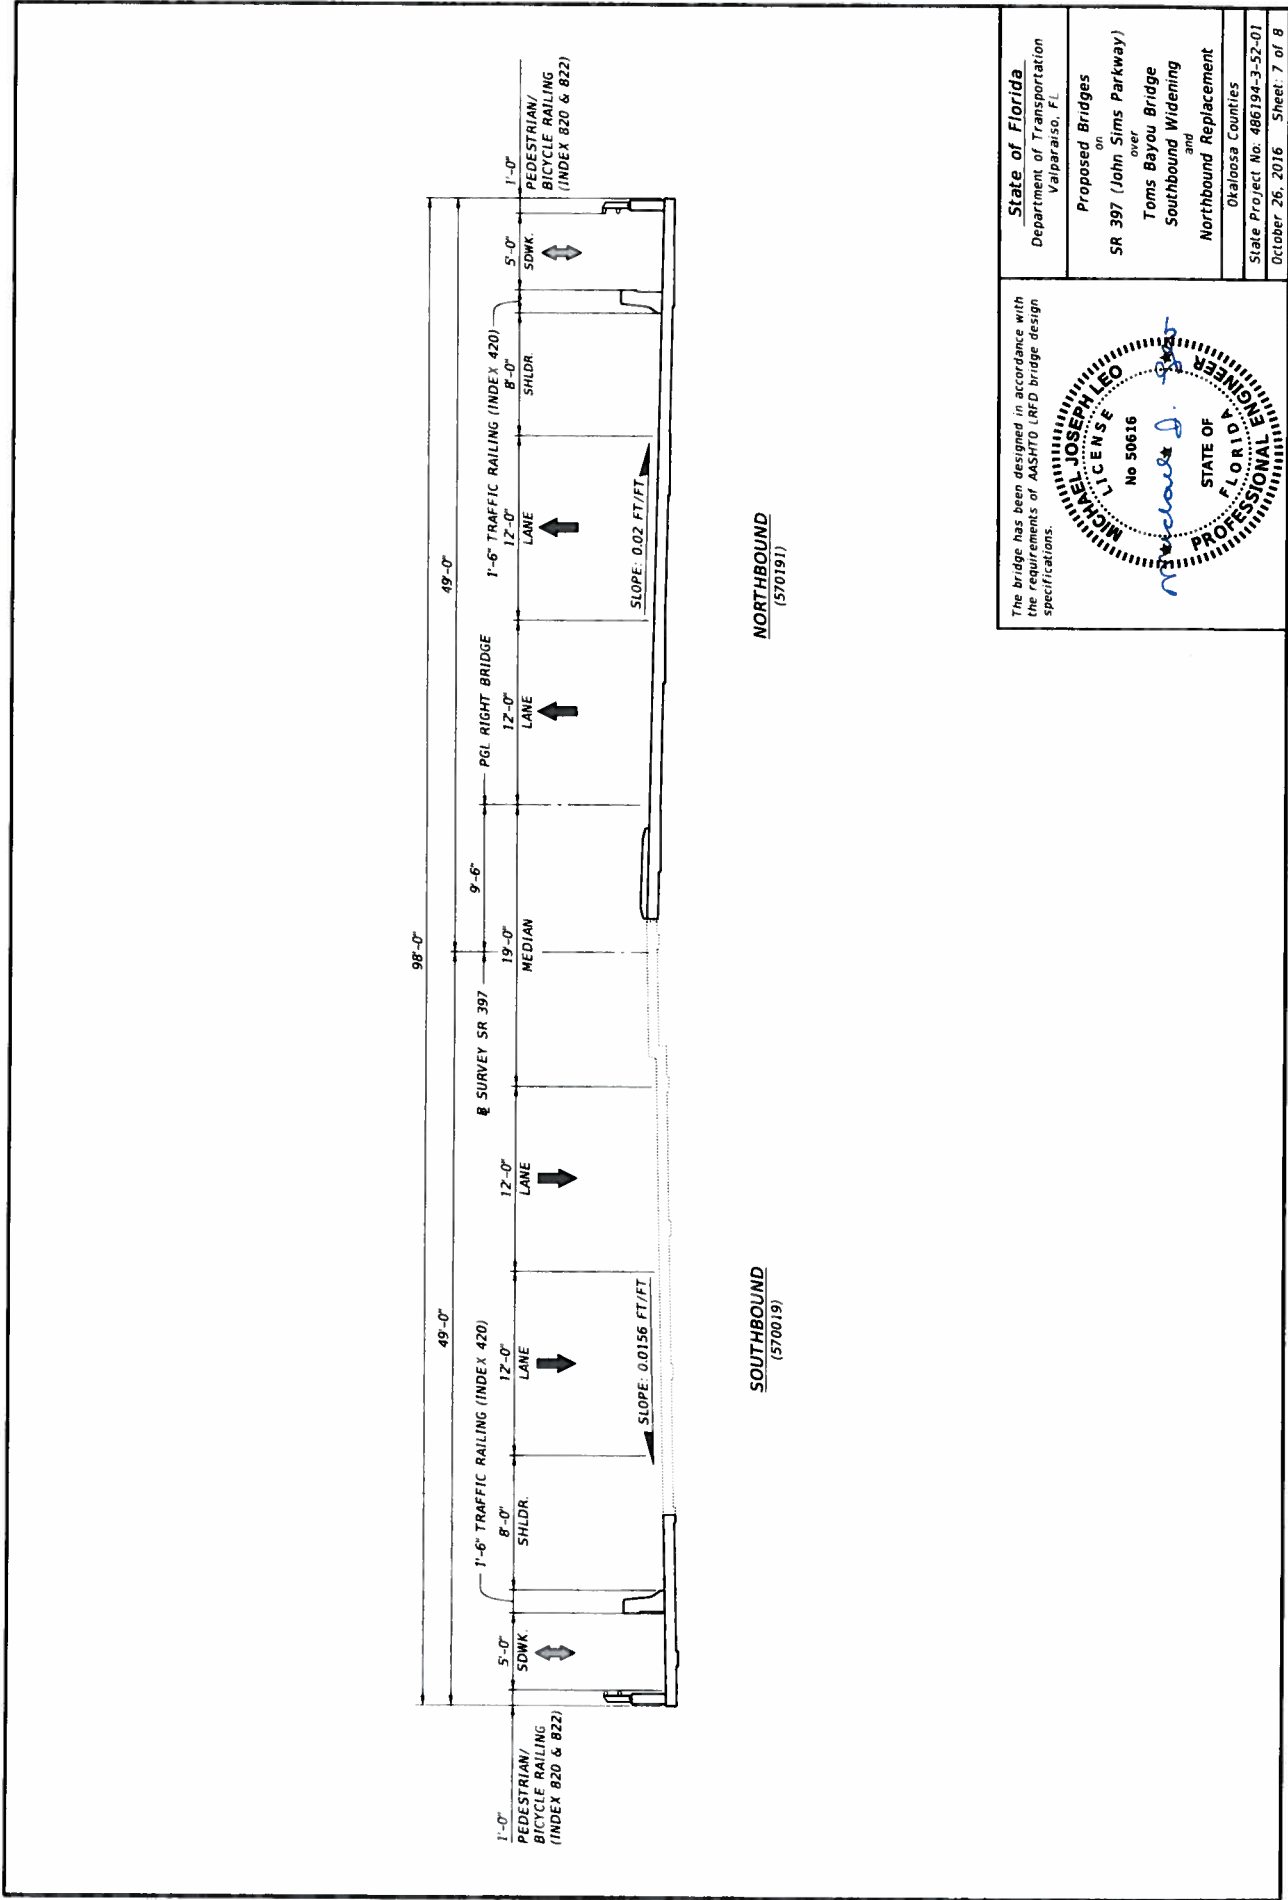 98'-0"
49'-0"
49'-0"
1'-0"
PEDESTRIAN/
BICYCLE RAILING
(INDEX 820 & 822)
5'-0"
SDWK.
1'-6" TRAFFIC RAILING (INDEX 420)
8'-0"
SHLDR.
12'-0"
LANE
12'-0"
LANE
℄ SURVEY SR 397
9'-6"
PGL RIGHT BRIDGE
19'-0"
MEDIAN
12'-0"
LANE
12'-0"
LANE
1'-6" TRAFFIC RAILING (INDEX 420)
8'-0"
SHLDR.
5'-0"
SDWK.
1'-0"
PEDESTRIAN/
BICYCLE RAILING
(INDEX 820 & 822)
SLOPE: 0.0156 FT/FT
SLOPE: 0.02 FT/FT
SOUTHBOUND
(570019)
NORTHBOUND
(570191)
The bridge has been designed in accordance with
the requirements of AASHTO LRFD bridge design
specifications.
MICHAEL JOSEPH LEO
LICENSE
No 50616
STATE OF
FLORIDA
PROFESSIONAL ENGINEER
State of Florida
Department of Transportation
Valparaiso, FL
Proposed Bridges
on
SR 397 (John Sims Parkway)
over
Toms Bayou Bridge
Southbound Widening
and
Northbound Replacement
Okaloosa Counties
State Project No: 486194-3-52-01
October 26, 2016 Sheet: 7 of 8